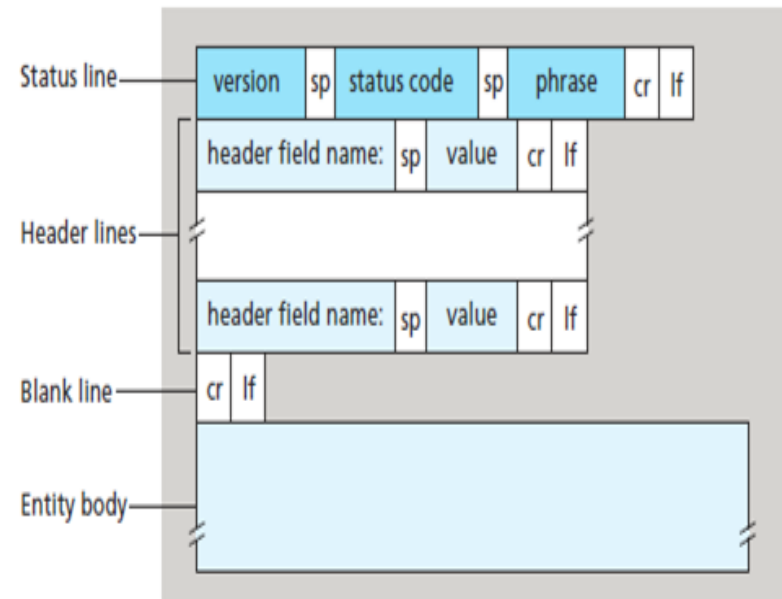 Status line version sp status code sp phrase cr lf
header field name: sp value cr lf
Header lines
header field name: sp value cr lf
Blank line cr lf
Entity body